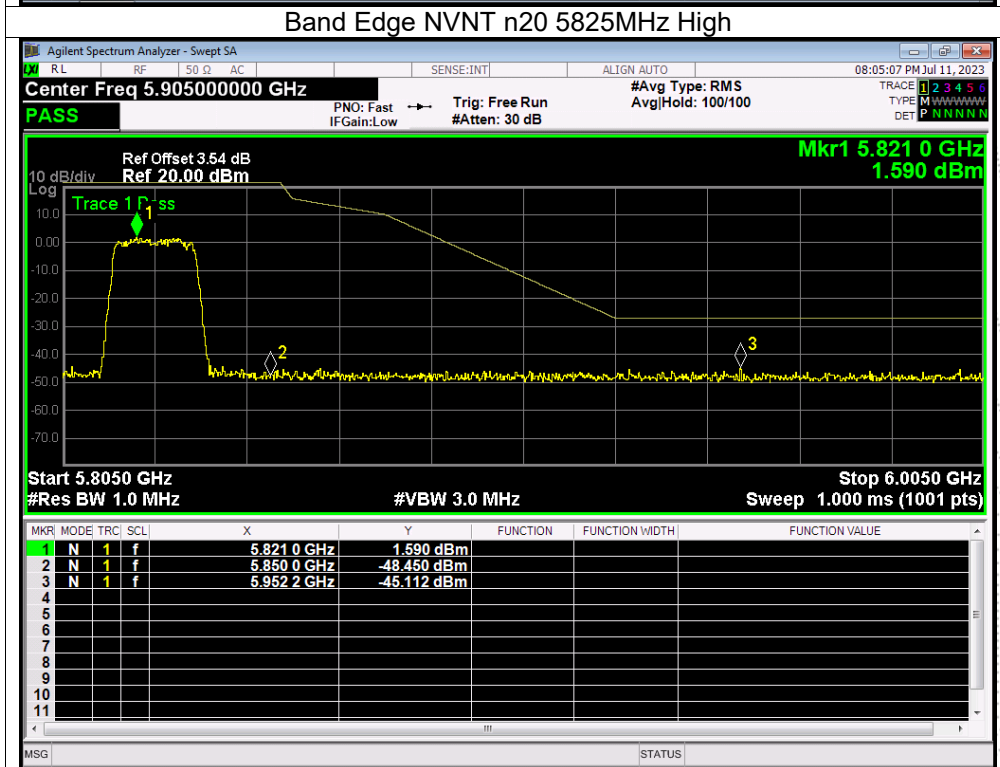 Band Edge NVNT n20 5825MHz High
Agilent Spectrum Analyzer - Swept SA
LXI RL RF 50 Ω AC SENSE:INT ALIGN AUTO 08:05:07 PM Jul 11, 2023
Center Freq 5.905000000 GHz #Avg Type: RMS TRACE 1 2 3 4 5 6
PNO: Fast Trig: Free Run Avg|Hold: 100/100 TYPE M WWWWW
PASS IFGain:Low #Atten: 30 dB DET P N N N N N
Mkr1 5.821 0 GHz
Ref Offset 3.54 dB
10 dB/div Ref 20.00 dBm 1.590 dBm
Log
Trace 1 Pass
1
10.0
0.00
-10.0
-20.0
-30.0
-40.0
2
3
-50.0
-60.0
-70.0
Start 5.8050 GHz Stop 6.0050 GHz
#Res BW 1.0 MHz #VBW 3.0 MHz Sweep 1.000 ms (1001 pts)
MKR MODE TRC SCL X Y FUNCTION FUNCTION WIDTH FUNCTION VALUE
1 N 1 f 5.821 0 GHz 1.590 dBm
2 N 1 f 5.850 0 GHz -48.450 dBm
3 N 1 f 5.952 2 GHz -45.112 dBm
4
5
6
7
8
9
10
11
MSG STATUS